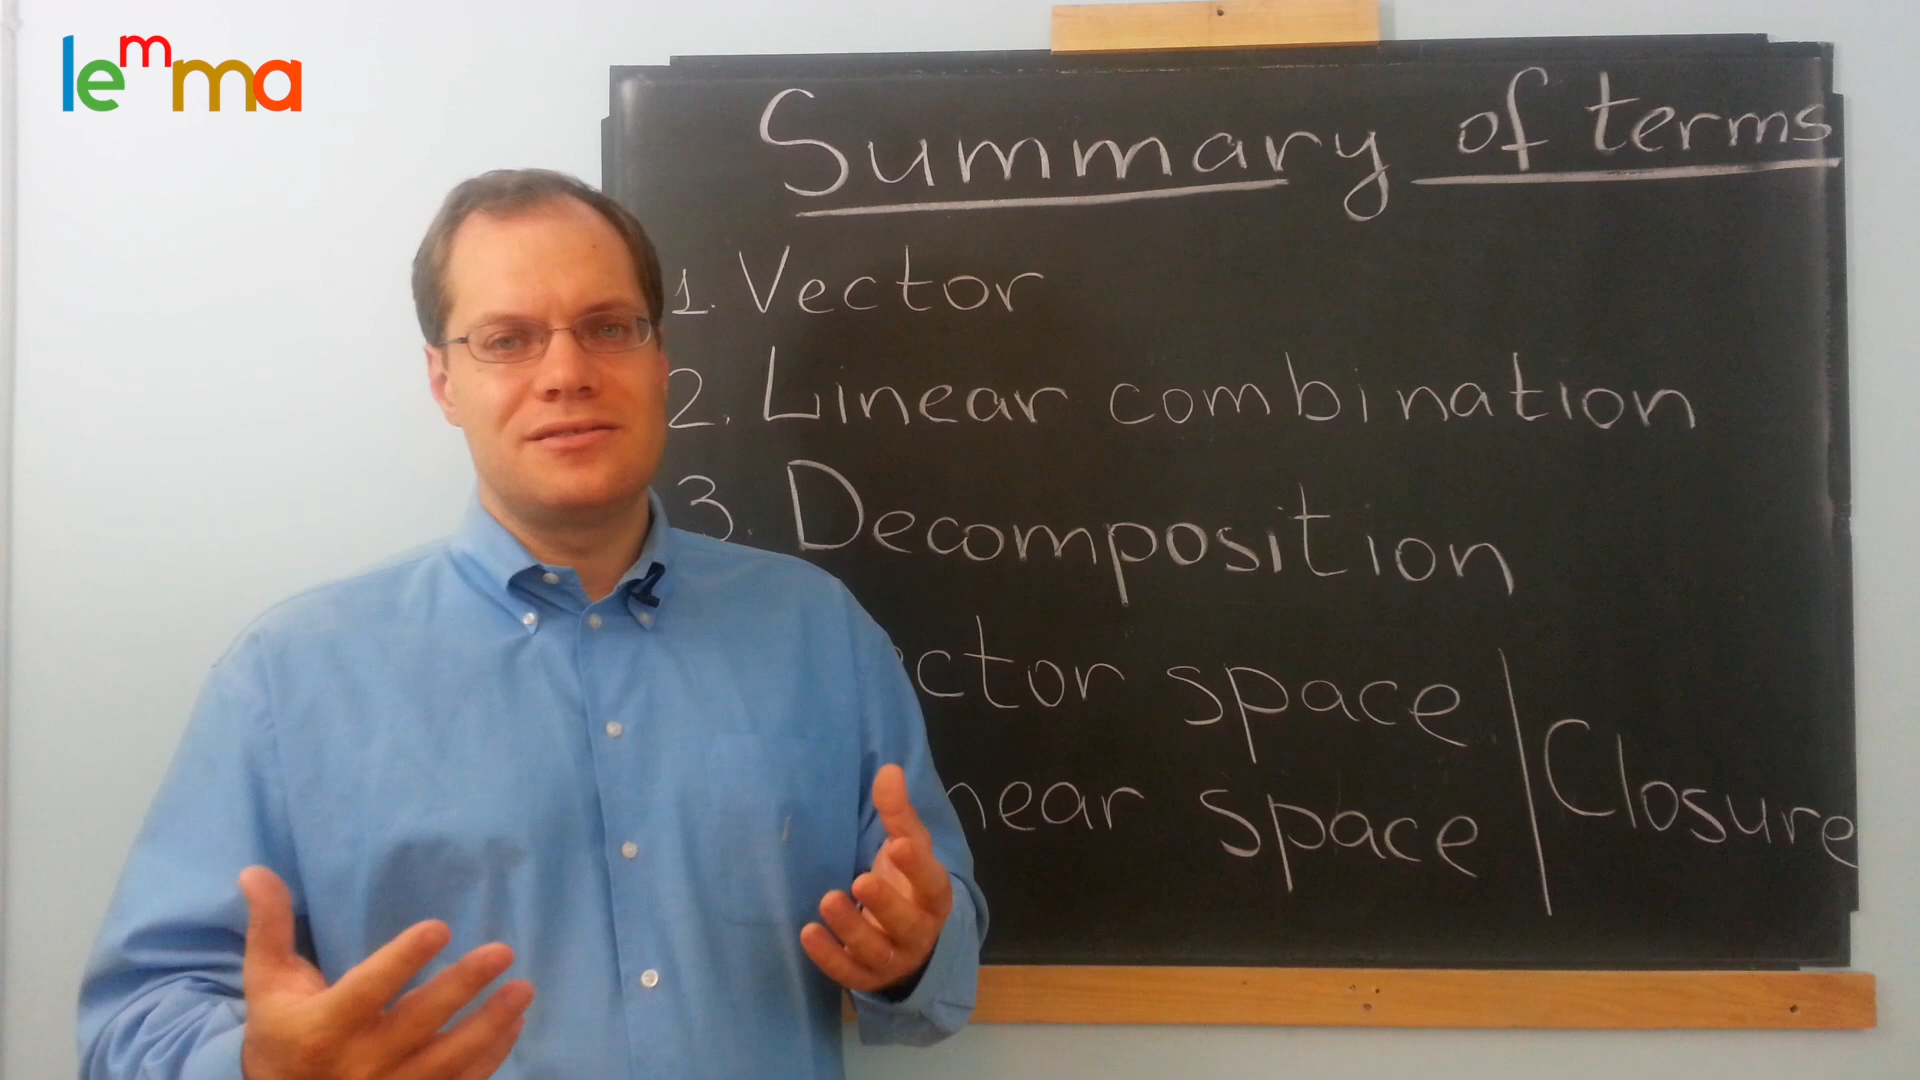 lemma
Summary of terms
1. Vector
2. Linear combination
3. Decomposition
ctor space
near space
Closure